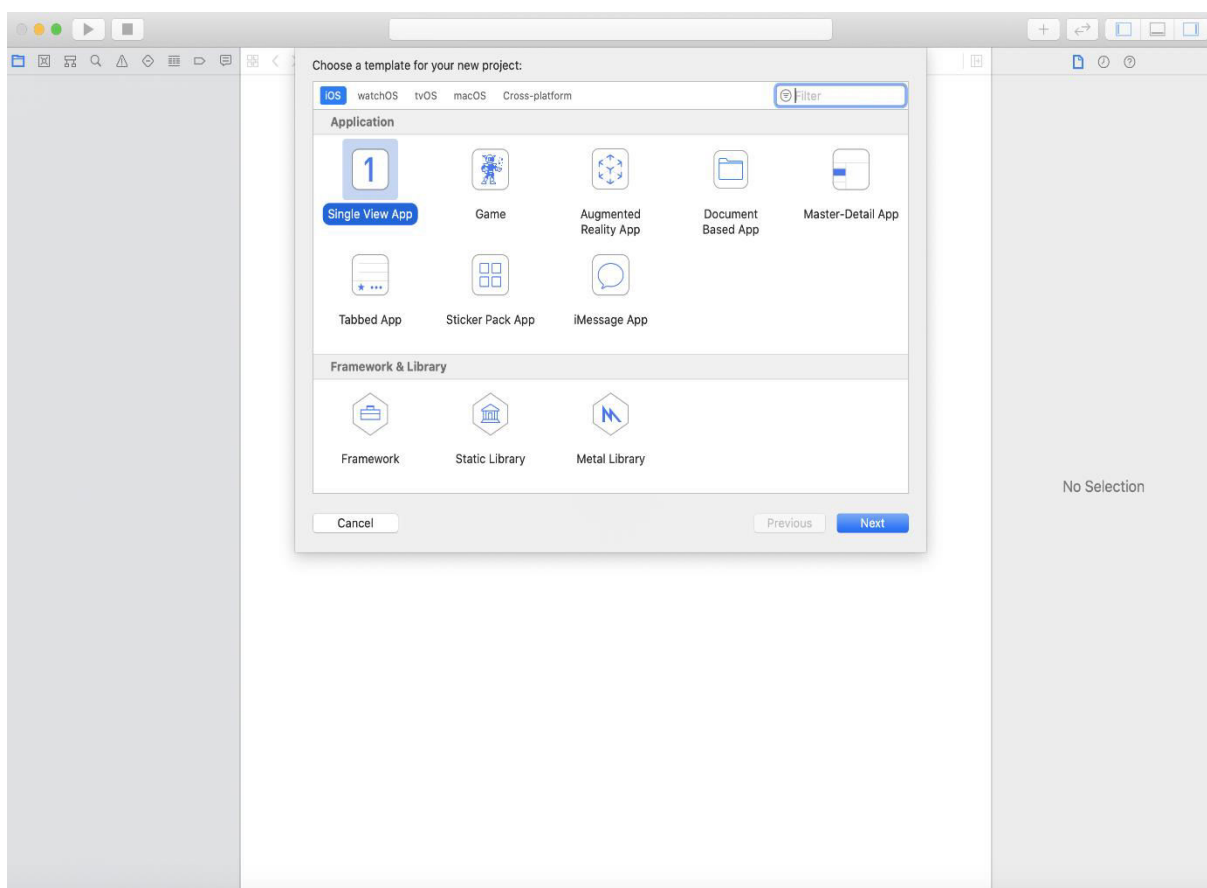 Choose a template for your new project:
iOS watchOS tvOS macOS Cross-platform Filter
Application
1
Single View App Game Augmented Reality App Document Based App Master-Detail App
Tabbed App Sticker Pack App iMessage App
Framework & Library
Framework Static Library Metal Library
No Selection
Cancel Previous Next